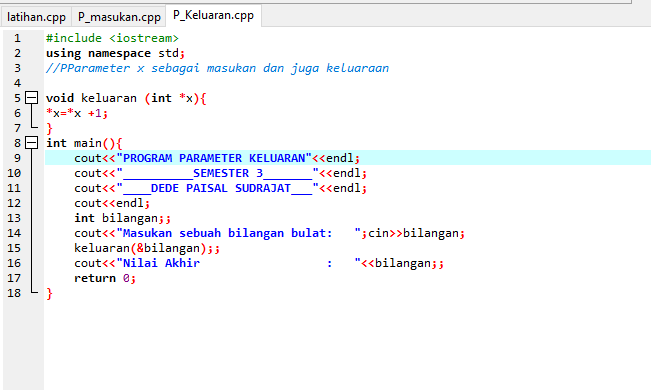 latihan.cpp P_masukan.cpp P_Keluaran.cpp
1 #include <iostream>
2 using namespace std;
3 //PParameter x sebagai masukan dan juga keluaraan
4
5 void keluaran (int *x){
6 *x=*x +1;
7 }
8 int main(){
9 cout<<"PROGRAM PARAMETER KELUARAN"<<endl;
10 cout<<"__________SEMESTER 3_______"<<endl;
11 cout<<"____DEDE PAISAL SUDRAJAT___"<<endl;
12 cout<<endl;
13 int bilangan;;
14 cout<<"Masukan sebuah bilangan bulat:   ";cin>>bilangan;
15 keluaran(&bilangan);;
16 cout<<"Nilai Akhir                  :   "<<bilangan;;
17 return 0;
18 }